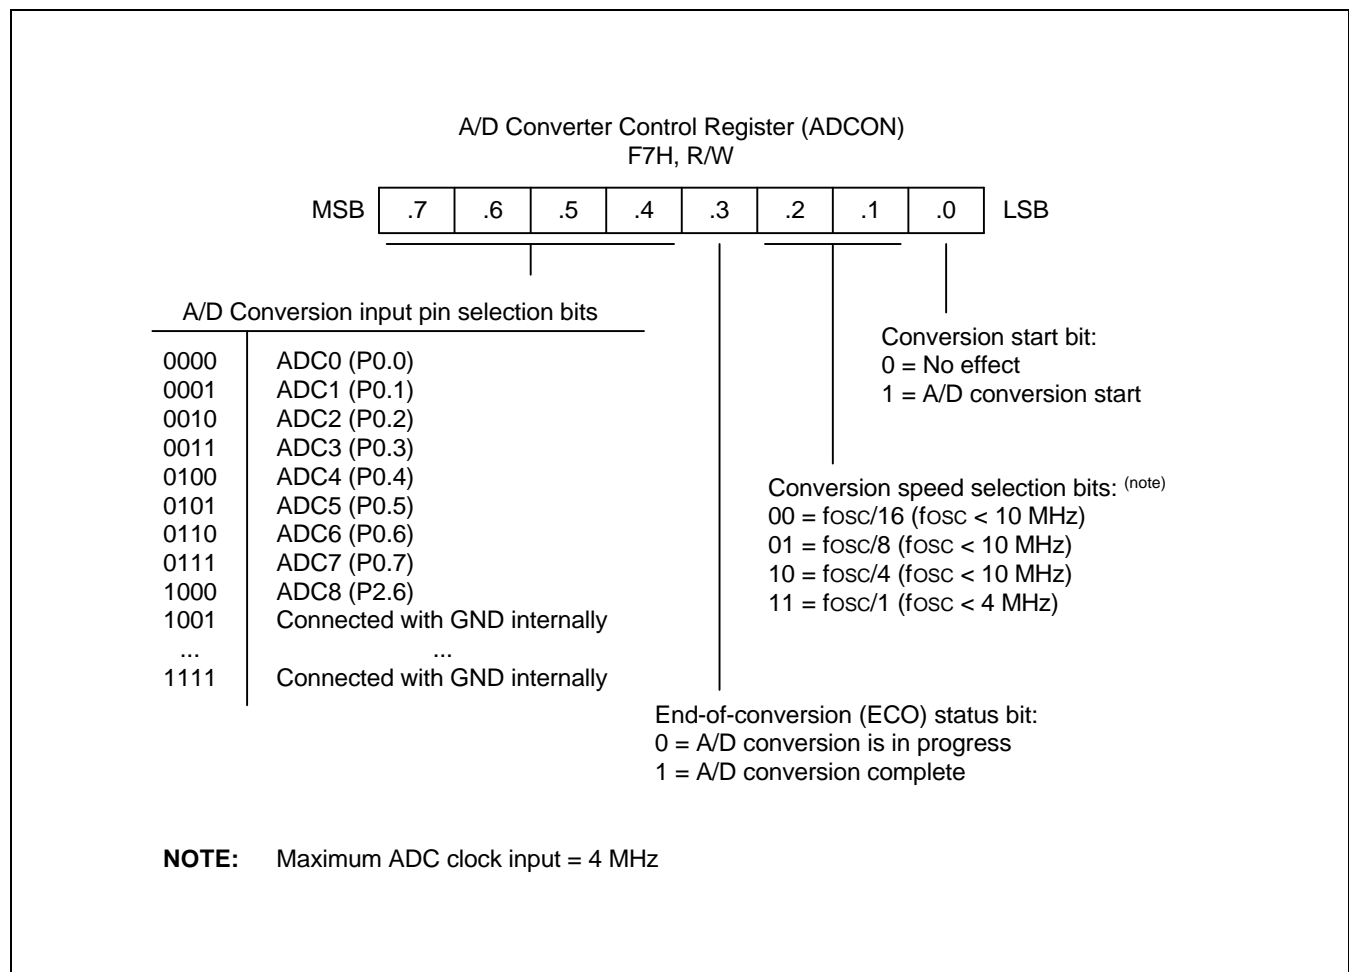 A/D Converter Control Register (ADCON)
F7H, R/W
MSB .7 .6 .5 .4 .3 .2 .1 .0 LSB
A/D Conversion input pin selection bits
0000 ADC0 (P0.0)
0001 ADC1 (P0.1)
0010 ADC2 (P0.2)
0011 ADC3 (P0.3)
0100 ADC4 (P0.4)
0101 ADC5 (P0.5)
0110 ADC6 (P0.6)
0111 ADC7 (P0.7)
1000 ADC8 (P2.6)
1001 Connected with GND internally
... ...
1111 Connected with GND internally
Conversion start bit:
0 = No effect
1 = A/D conversion start
Conversion speed selection bits: (note)
00 = fOSC/16 (fOSC < 10 MHz)
01 = fOSC/8 (fOSC < 10 MHz)
10 = fOSC/4 (fOSC < 10 MHz)
11 = fOSC/1 (fOSC < 4 MHz)
End-of-conversion (ECO) status bit:
0 = A/D conversion is in progress
1 = A/D conversion complete
NOTE: Maximum ADC clock input = 4 MHz